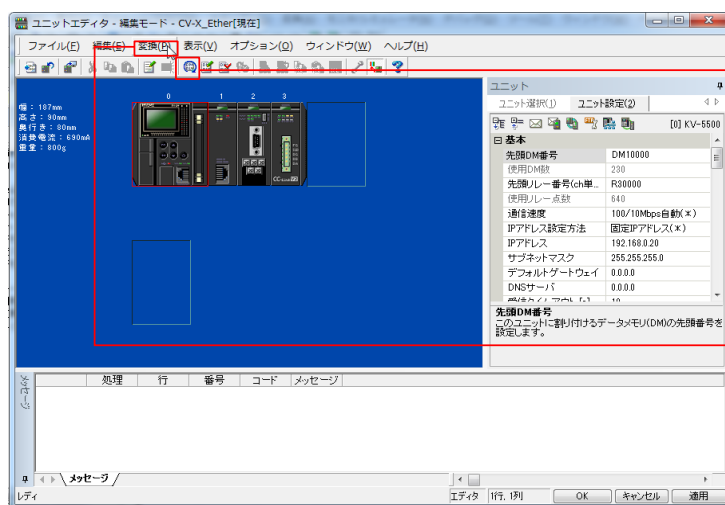 ユニットエディタ - 編集モード - CV-X_Ether[現在]
ファイル(F) 編集(E) 変換(P) 表示(V) オプション(O) ウィンドウ(W) ヘルプ(H)
ユニット
ユニット選択(1) ユニット設定(2)
[0] KV-5500
幅：187mm
高さ：90mm
奥行き：80mm
消費電流：690mA
重量：800g
0 1 2 3
基本
先頭DM番号 DM10000
使用DM数 230
先頭リレー番号(ch単... R30000
使用リレー点数 640
通信速度 100/10Mbps自動(*)
IPアドレス設定方法 固定IPアドレス(*)
IPアドレス 192.168.0.20
サブネットマスク 255.255.255.0
デフォルトゲートウェイ 0.0.0.0
DNSサーバ 0.0.0.0
受信タイムアウト [s] 10
先頭DM番号
このユニットに割り付けるデータメモリ(DM)の先頭番号を
設定します。
メッセージ
処理 行 番号 コード メッセージ
メッセージ
レディ エディタ 1行, 1列 OK キャンセル 適用